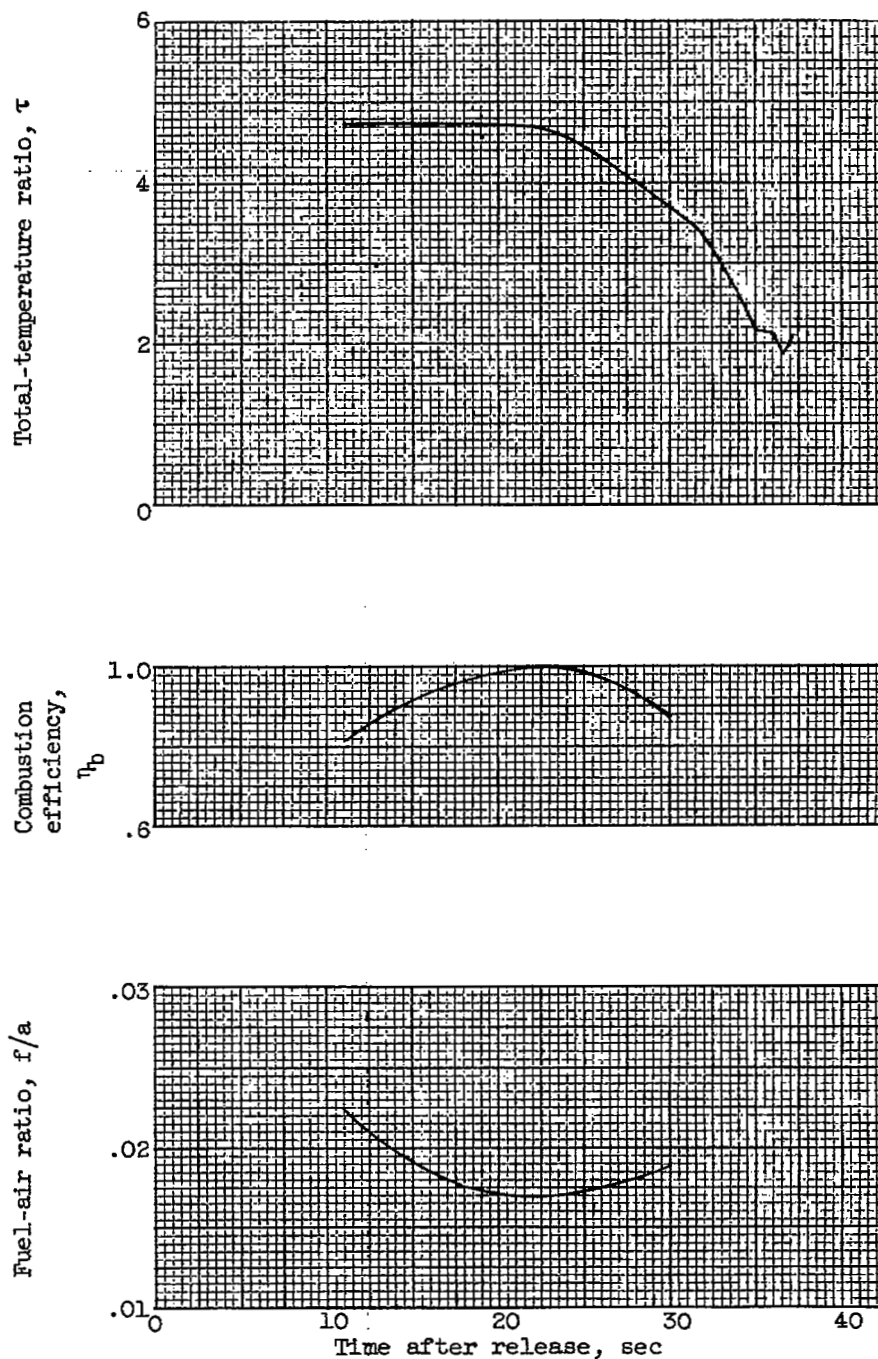 Total-temperature ratio, τ
6
4
2
0
Combustion
efficiency,
ηb
1.0
.6
Fuel-air ratio, f/a
.03
.02
.01
0 10 20 30 40
Time after release, sec